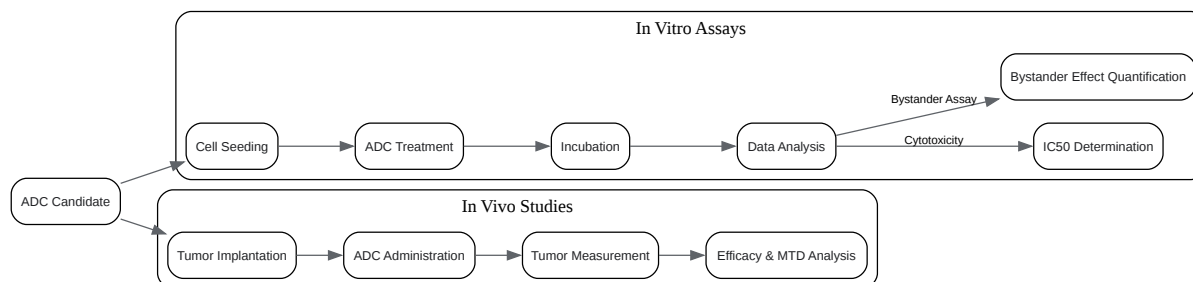 In Vitro Assays
Bystander Effect Quantification
Bystander Assay
Cell Seeding
ADC Treatment
Incubation
Data Analysis
Cytotoxicity
IC50 Determination
ADC Candidate
In Vivo Studies
Tumor Implantation
ADC Administration
Tumor Measurement
Efficacy & MTD Analysis